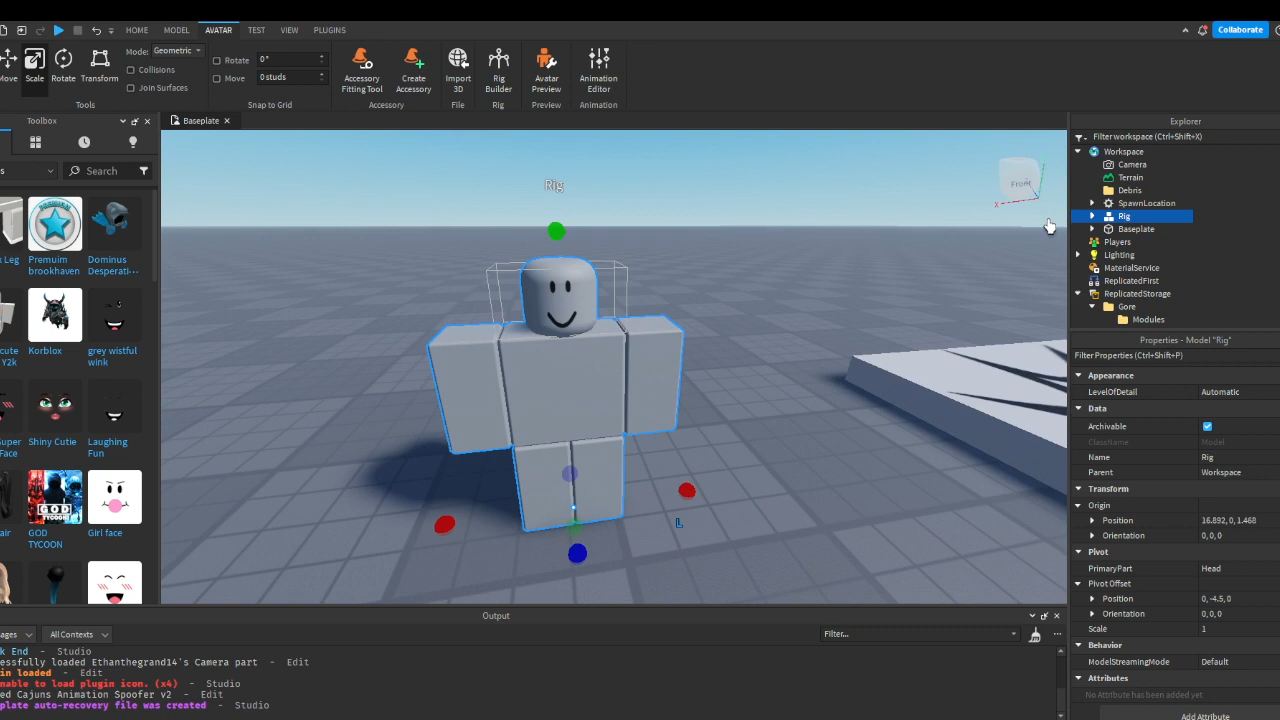 HOME MODEL AVATAR TEST VIEW PLUGINS Collaborate
Mode: Geometric
Collisions
Join Surfaces
Move Scale Rotate Transform
Tools
Rotate 0°
Move 0 studs
Snap to Grid
Accessory Fitting Tool
Create Accessory
Accessory
Import 3D
File
Rig Builder
Rig
Avatar Preview
Preview
Animation Editor
Animation
Toolbox
Search
Leg
Premuim brookhaven
Dominus Desperati···
Y2k
Korblox
grey wistful wink
Face
Shiny Cutie
Laughing Fun
GOD TYCOON
GOD TYCOON
Girl face
Baseplate
Rig
Front
X
L
Explorer
Filter workspace (Ctrl+Shift+X)
Workspace
Camera
Terrain
Debris
SpawnLocation
Rig
Baseplate
Players
Lighting
MaterialService
ReplicatedFirst
ReplicatedStorage
Gore
Modules
Properties - Model "Rig"
Filter Properties (Ctrl+Shift+P)
Appearance
LevelOfDetail Automatic
Data
Archivable
ClassName Model
Name Rig
Parent Workspace
Transform
Origin
Position 16.892, 0, 1.468
Orientation 0, 0, 0
Pivot
PrimaryPart Head
Pivot Offset
Position 0, -4.5, 0
Orientation 0, 0, 0
Scale 1
Behavior
ModelStreamingMode Default
Attributes
No Attribute has been added yet
Add Attribute
Output
ages All Contexts Filter...
k End - Studio
essfully loaded Ethanthegrand14's Camera part - Edit
in loaded - Edit
nable to load plugin icon. (x4) - Studio
ed Cajuns Animation Spoofer v2 - Edit
plate auto-recovery file was created - Studio